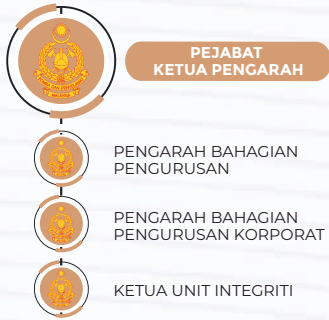 PEJABAT
KETUA PENGARAH
PENGARAH BAHAGIAN
PENGURUSAN
PENGARAH BAHAGIAN
PENGURUSAN KORPORAT
KETUA UNIT INTEGRITI